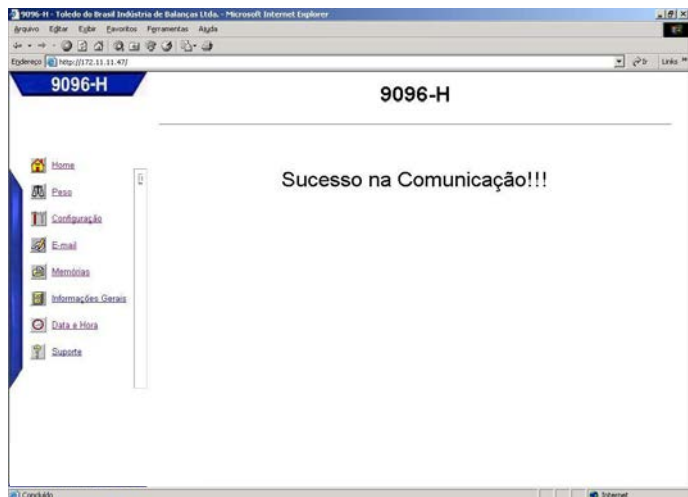 9096-H - Toledo do Brasil Indústria de Balanças Ltda. - Microsoft Internet Explorer
Arquivo Editar Exibir Favoritos Ferramentas Ajuda
Endereço http://172.11.11.47/ Ir Links »
9096-H
9096-H
Sucesso na Comunicação!!!
Home
Peso
Configuração
E-mail
Memórias
Informações Gerais
Data e Hora
Suporte
Concluído Internet